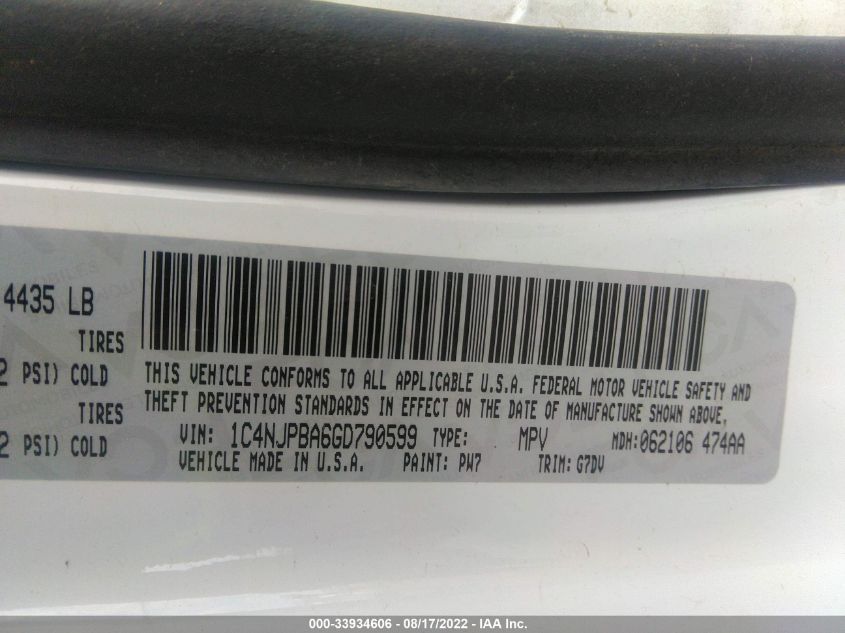 4435 LB
TIRES
2 PSI) COLD
TIRES
2 PSI) COLD
THIS VEHICLE CONFORMS TO ALL APPLICABLE U.S.A. FEDERAL MOTOR VEHICLE SAFETY AND
THEFT PREVENTION STANDARDS IN EFFECT ON THE DATE OF MANUFACTURE SHOWN ABOVE.
VIN: 1C4NJPBA6GD790599 TYPE: MPV MDH:062106 474AA
VEHICLE MADE IN U.S.A. PAINT: PW7 TRIM: G7DV
000-33934606 - 08/17/2022 - IAA Inc.